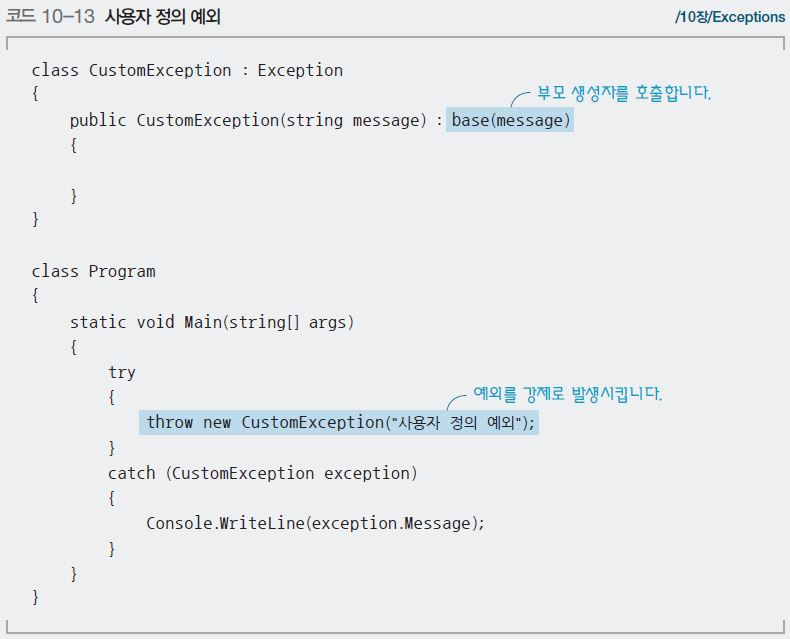 코드 10-13 사용자 정의 예외
/10장/Exceptions
class CustomException : Exception
{
부모 생성자를 호출합니다.
public CustomException(string message) : base(message)
{
}
}
class Program
{
static void Main(string[] args)
{
try
{
예외를 강제로 발생시킵니다.
throw new CustomException("사용자 정의 예외");
}
catch (CustomException exception)
{
Console.WriteLine(exception.Message);
}
}
}